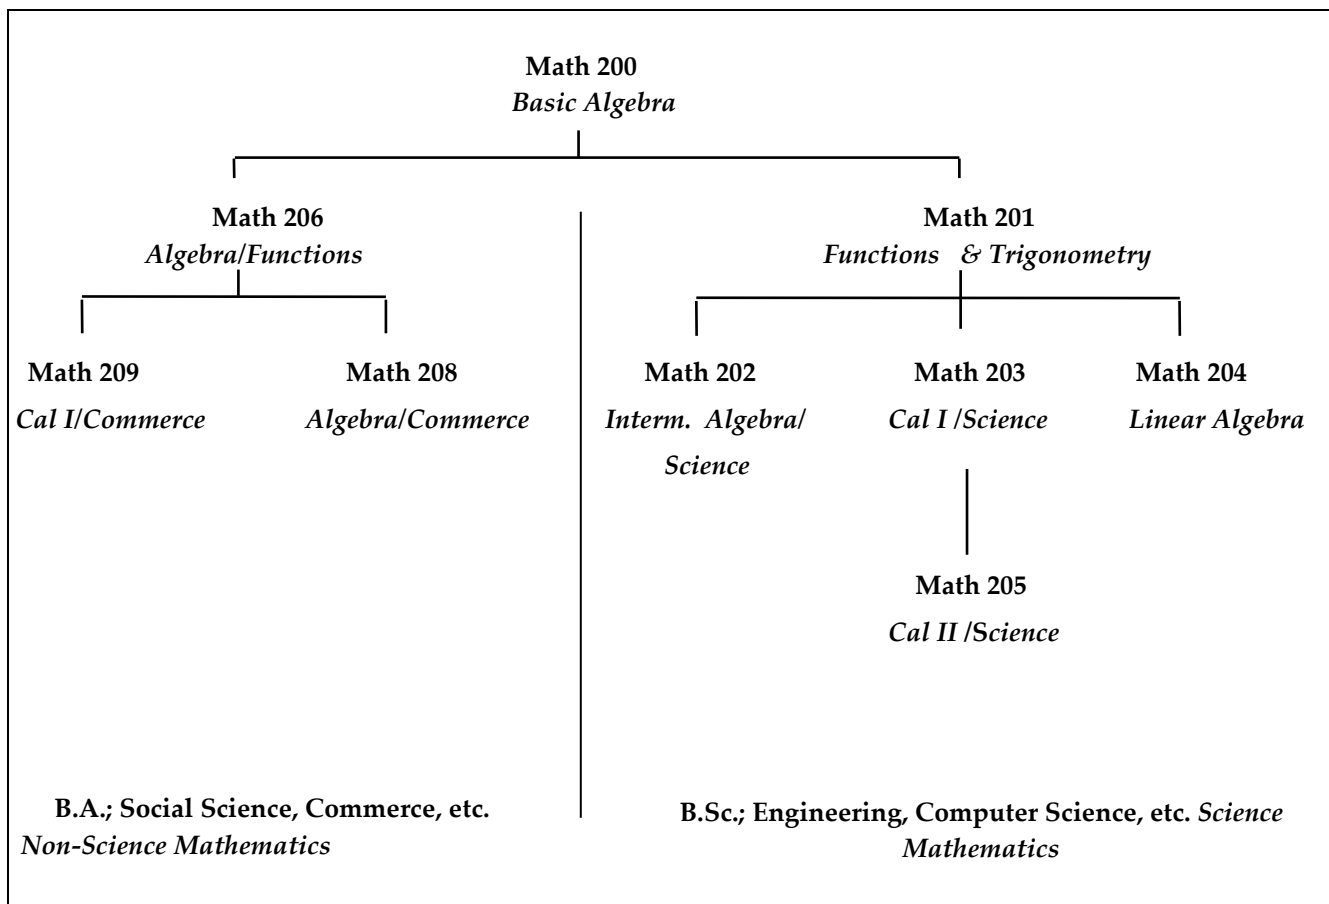 Math 200
Basic Algebra
Math 206
Algebra/Functions
Math 201
Functions & Trigonometry
Math 209
Cal I/Commerce
Math 208
Algebra/Commerce
Math 202
Interm. Algebra/
Science
Math 203
Cal I /Science
Math 204
Linear Algebra
Math 205
Cal II /Science
B.A.; Social Science, Commerce, etc.
Non-Science Mathematics
B.Sc.; Engineering, Computer Science, etc. Science
Mathematics